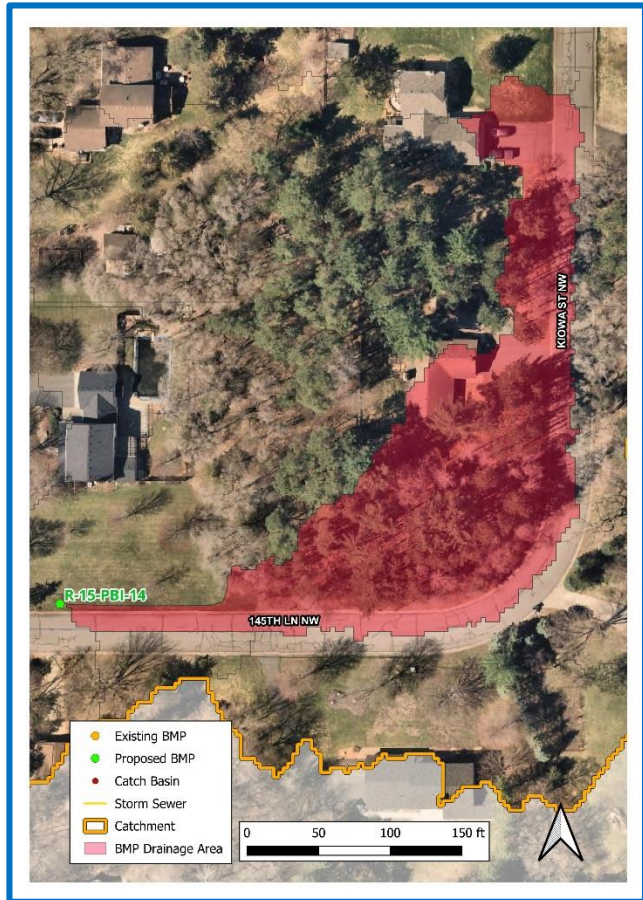 KIOWA ST NW
R-15-PBI-14
145TH LN NW
Existing BMP
Proposed BMP
Catch Basin
Storm Sewer
Catchment
BMP Drainage Area
0 50 100 150 ft